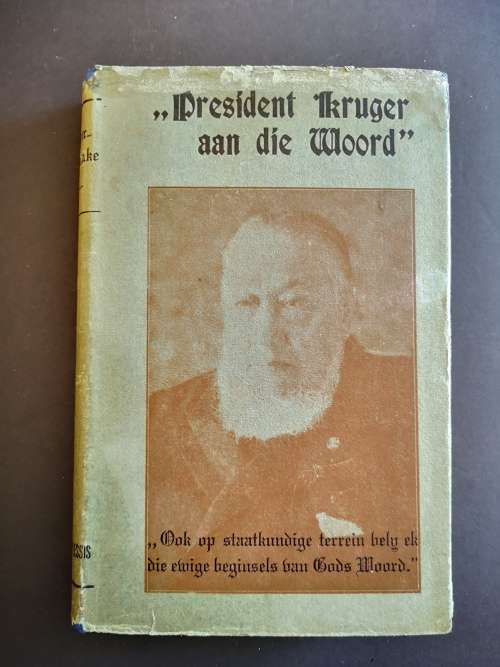 „President Kruger
aan die Woord”
„Ook op staatkundige terrein bely ek
die ewige beginsels van Gods Woord.”